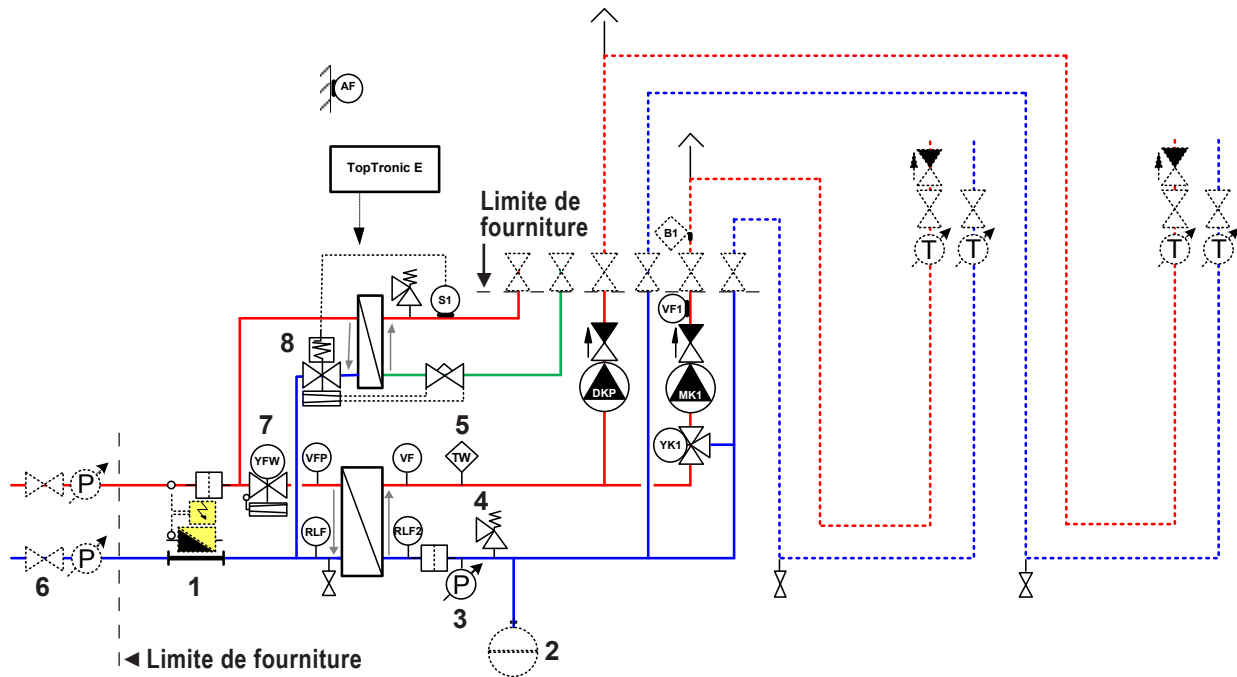 AF
TopTronic E
Limite de
fourniture
B1
T
T
T
T
S1
VF1
8
DKP
MK1
7
5
YK1
YFW
VFP
VF
TW
P
4
RLF
RLF2
P
6
1
P
3
2
Limite de fourniture